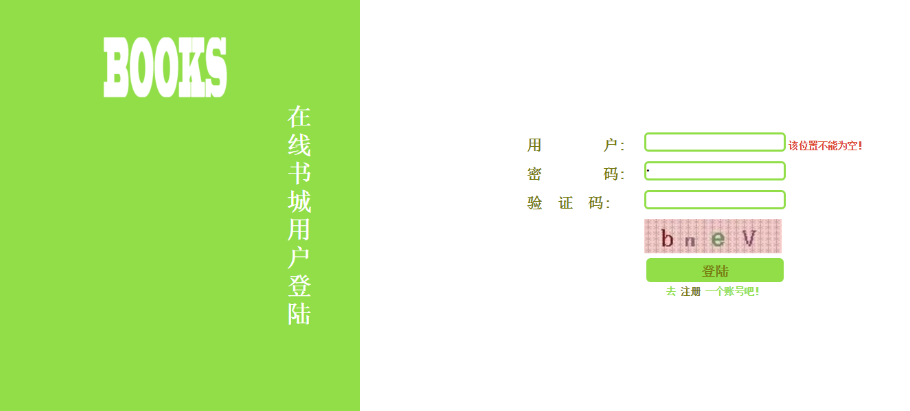 BOOKS
在线书城用户登陆
用 户：
该位置不能为空!
密 码：
验 证 码：
b n e V
登陆
去 注册 一个账号吧!